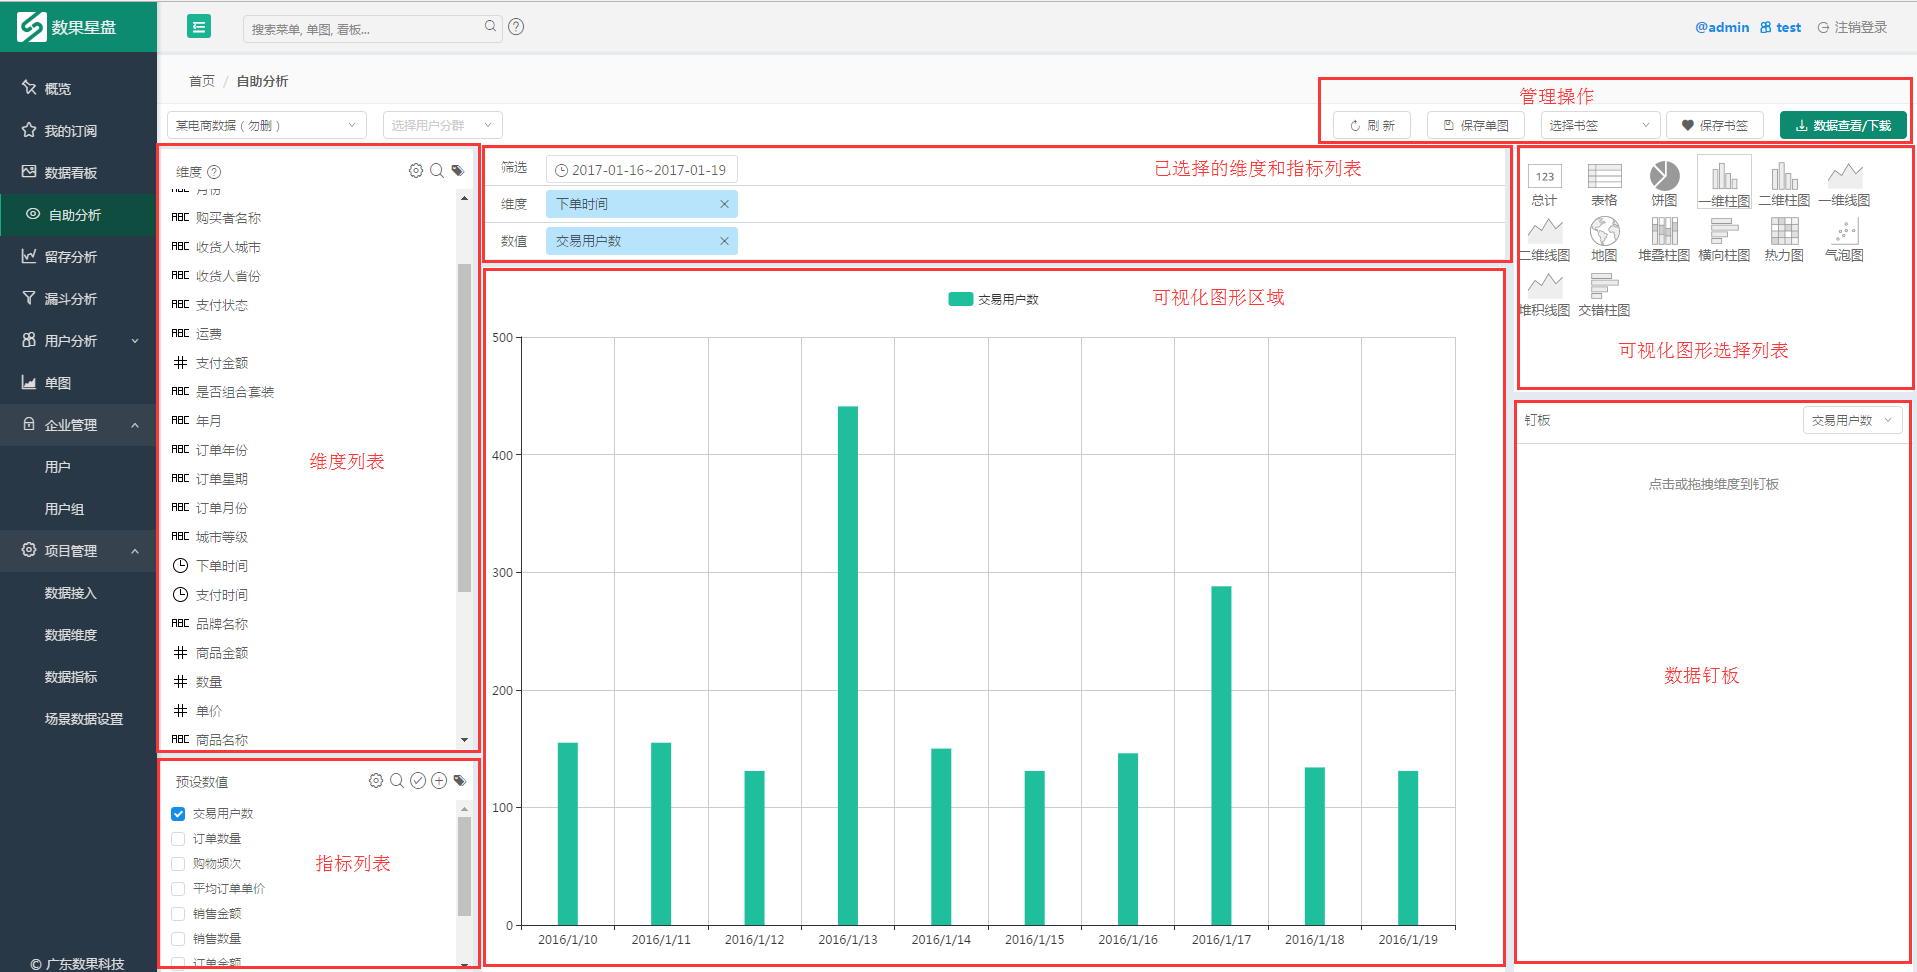 数果星盘
搜索菜单, 单图, 看板...
@admin
test
注销登录
概览
我的订阅
数据看板
自助分析
留存分析
漏斗分析
用户分析
单图
企业管理
用户
用户组
项目管理
数据接入
数据维度
数据指标
场景数据设置
© 广东数果科技
首页 / 自助分析
某电商数据（勿删）
选择用户分群
管理操作
刷 新
保存单图
选择书签
保存书签
数据查看/下载
维度
ABC 月份
ABC 购买者名称
ABC 收货人城市
ABC 收货人省份
ABC 支付状态
ABC 运费
# 支付金额
ABC 是否组合套装
ABC 年月
ABC 订单年份
ABC 订单星期
ABC 订单月份
ABC 城市等级
下单时间
支付时间
ABC 品牌名称
# 商品金额
# 数量
# 单价
ABC 商品名称
维度列表
预设数值
交易用户数
订单数量
购物频次
平均订单单价
销售金额
销售数量
订单金额
指标列表
筛选
2017-01-16~2017-01-19
维度
下单时间
数值
交易用户数
已选择的维度和指标列表
交易用户数
可视化图形区域
500
400
300
200
100
0
2016/1/10
2016/1/11
2016/1/12
2016/1/13
2016/1/14
2016/1/15
2016/1/16
2016/1/17
2016/1/18
2016/1/19
123
总计
表格
饼图
一维柱图
二维柱图
一维线图
二维线图
地图
堆叠柱图
横向柱图
热力图
气泡图
堆积线图
交错柱图
可视化图形选择列表
钉板
交易用户数
点击或拖拽维度到钉板
数据钉板